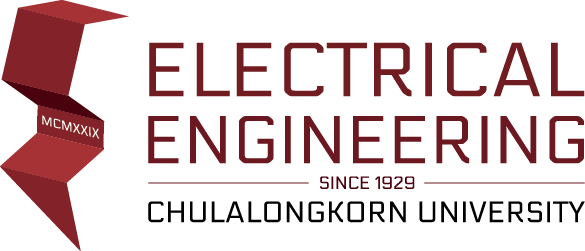 MCMXXIX
ELECTRICAL
ENGINEERING
SINCE 1929
CHULALONGKORN UNIVERSITY